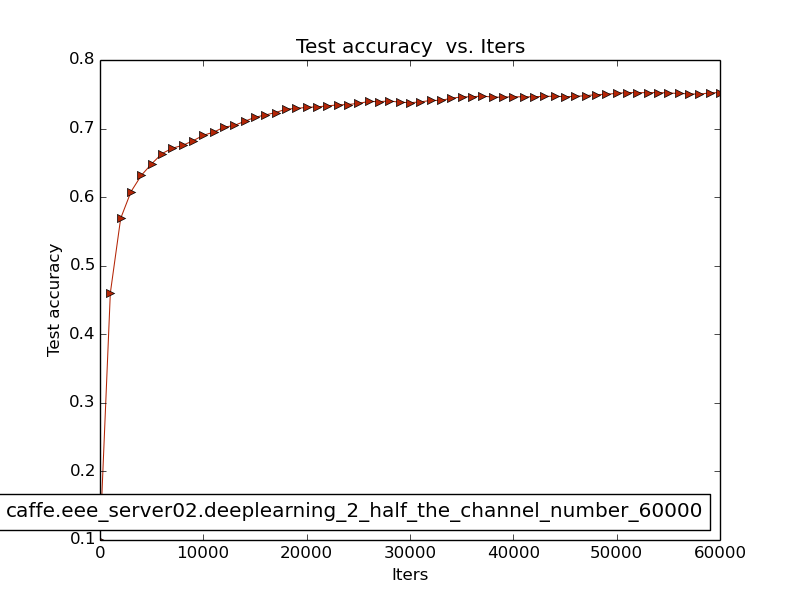 Test accuracy  vs. Iters
Test accuracy
0.8
0.7
0.6
0.5
0.4
0.3
0.2
0.1
caffe.eee_server02.deeplearning_2_half_the_channel_number_60000
0 10000 20000 30000 40000 50000 60000
Iters